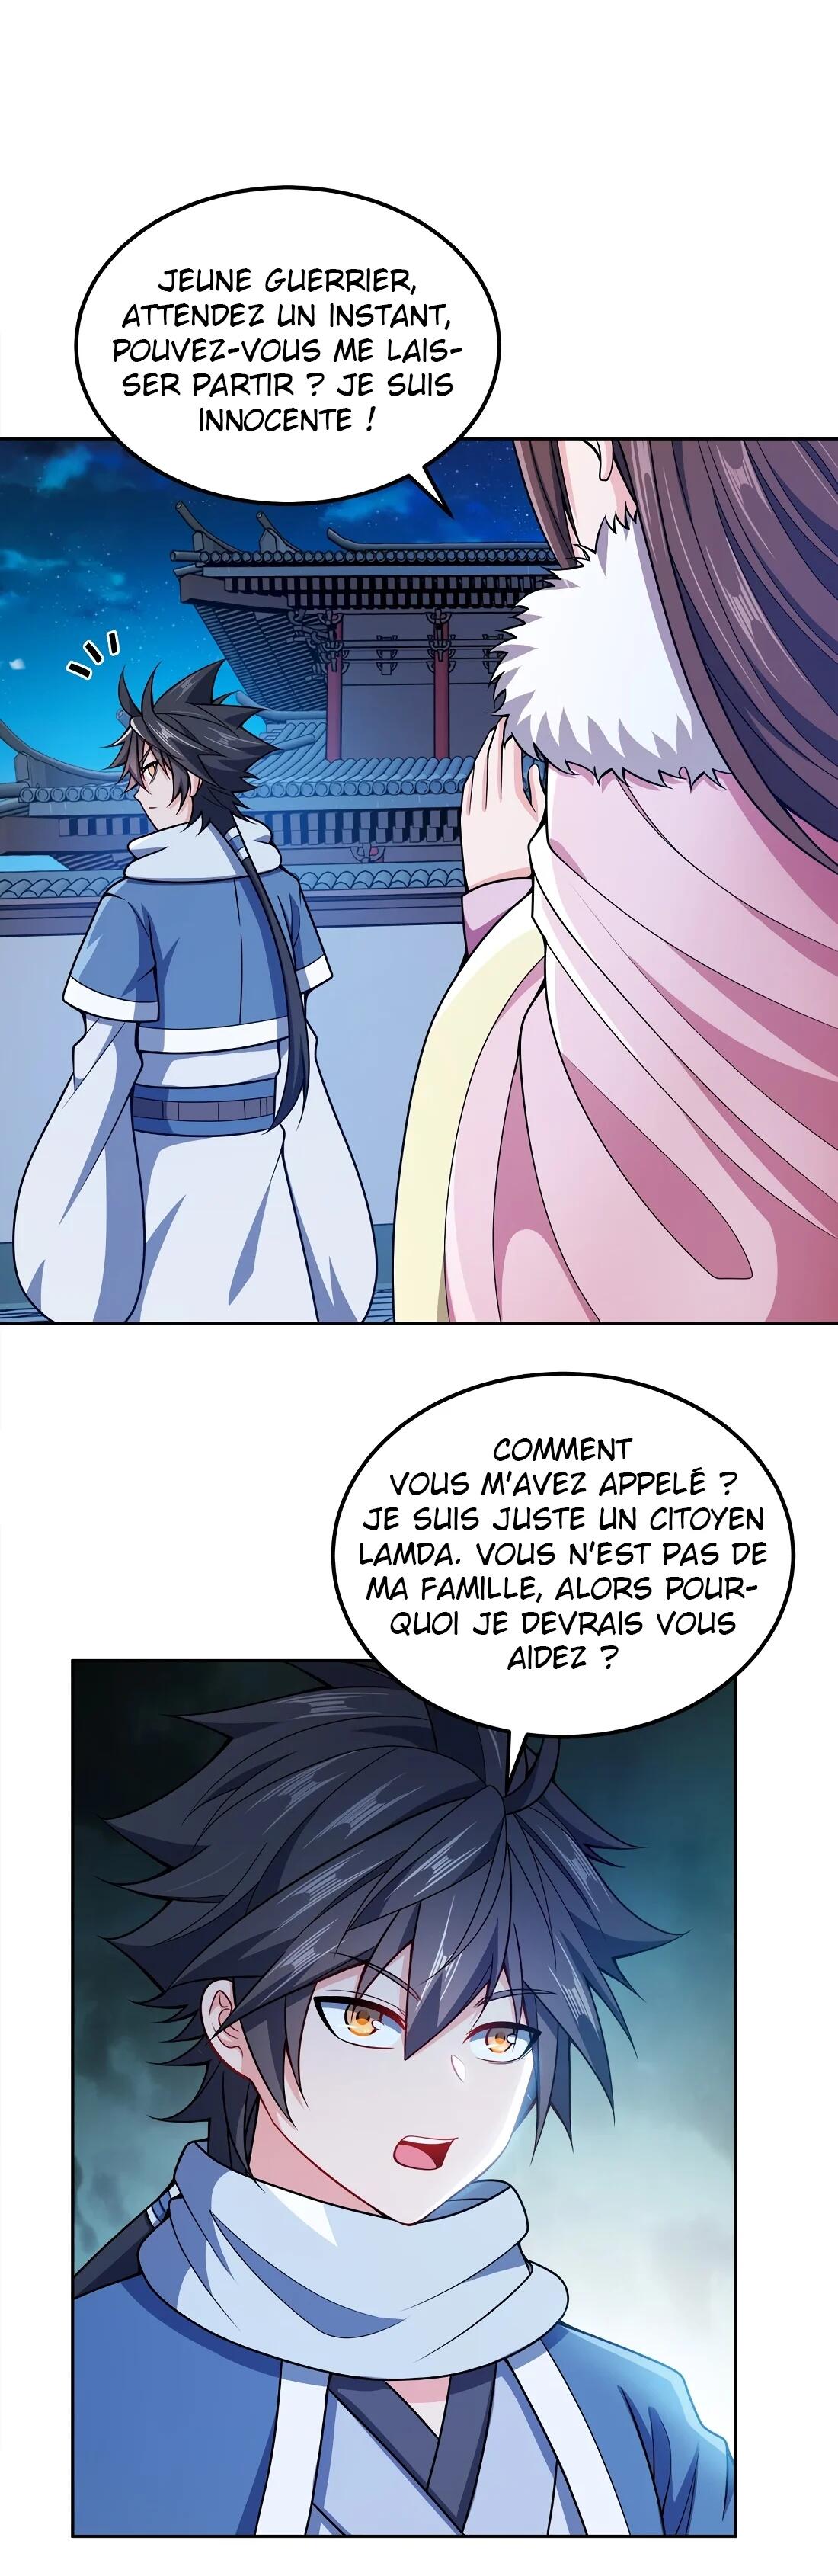 JEUNE GUERRIER,
ATTENDEZ UN INSTANT,
POUVEZ-VOUS ME LAIS-
SER PARTIR ? JE SUIS
INNOCENTE !
COMMENT
VOUS M'AVEZ APPELÉ ?
JE SUIS JUSTE UN CITOYEN
LAMDA. VOUS N'EST PAS DE
MA FAMILLE, ALORS POUR-
QUOI JE DEVRAIS VOUS
AIDEZ ?